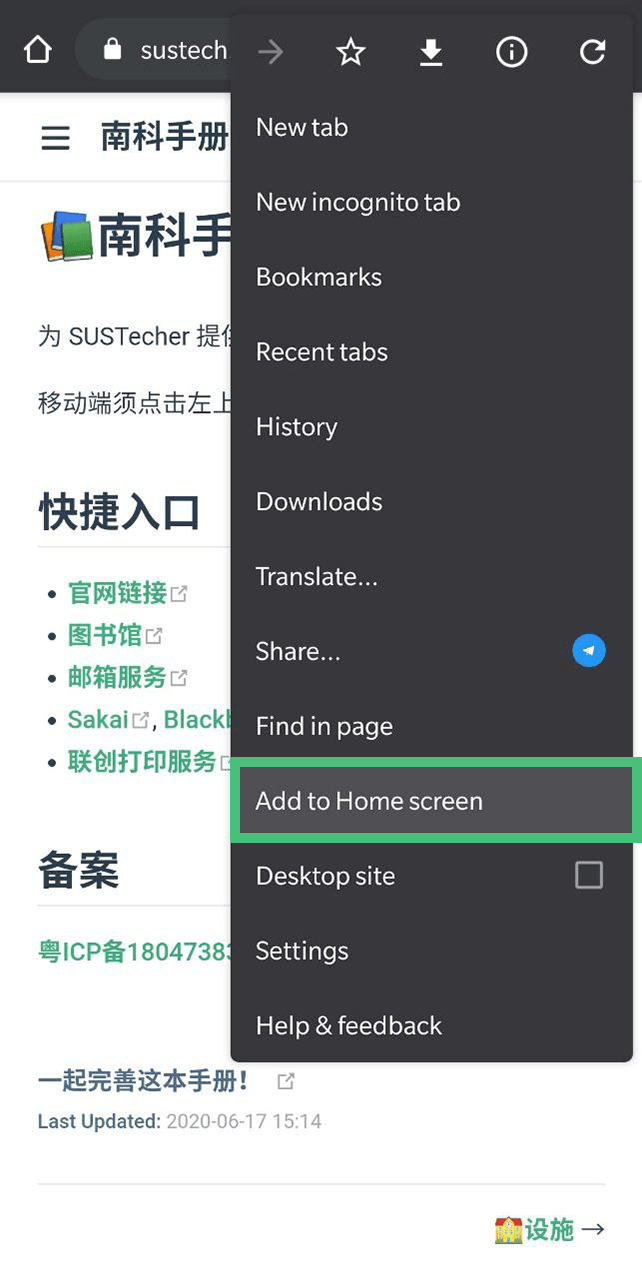 sustech
New tab
New incognito tab
Bookmarks
Recent tabs
History
Downloads
Translate...
Share...
Find in page
Add to Home screen
Desktop site
Settings
Help & feedback
南科手册
南科手
为 SUSTecher 提
移动端须点击左上
快捷入口
官网链接
图书馆
邮箱服务
Sakai, Blackb
联创打印服务
备案
粤ICP备18047383
一起完善这本手册!
Last Updated: 2020-06-17 15:14
设施 →